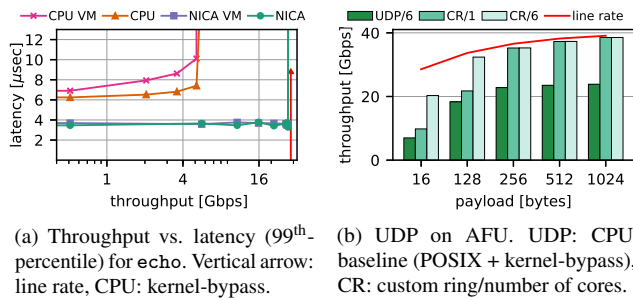 CPU VM CPU NICA VM NICA
12
10
8
6
4
2
latency [μsec]
1 4 16
throughput [Gbps]
UDP/6 CR/1 CR/6 line rate
40
20
0
throughput [Gbps]
16 128 256 512 1024
payload [bytes]
(a) Throughput vs. latency (99th-
percentile) for echo. Vertical arrow:
line rate, CPU: kernel-bypass.
(b) UDP on AFU. UDP: CPU
baseline (POSIX + kernel-bypass),
CR: custom ring/number of cores.